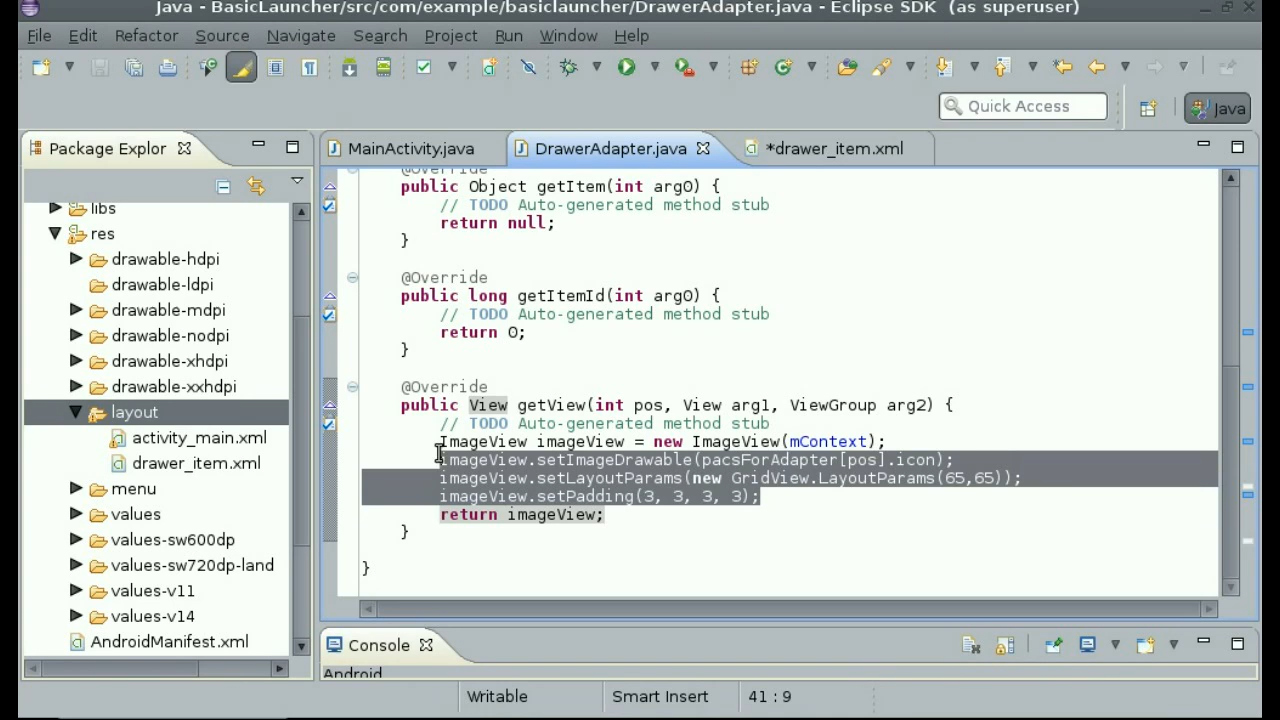 Java - BasicLauncher/src/com/example/basiclauncher/DrawerAdapter.java - Eclipse SDK (as superuser)
File Edit Refactor Source Navigate Search Project Run Window Help
Quick Access
Java
Package Explor
libs
res
drawable-hdpi
drawable-ldpi
drawable-mdpi
drawable-nodpi
drawable-xhdpi
drawable-xxhdpi
layout
activity_main.xml
drawer_item.xml
menu
values
values-sw600dp
values-sw720dp-land
values-v11
values-v14
AndroidManifest.xml
MainActivity.java DrawerAdapter.java *drawer_item.xml
@Override
public Object getItem(int arg0) {
// TODO Auto-generated method stub
return null;
}
@Override
public long getItemId(int arg0) {
// TODO Auto-generated method stub
return 0;
}
@Override
public View getView(int pos, View arg1, ViewGroup arg2) {
// TODO Auto-generated method stub
ImageView imageView = new ImageView(mContext);
imageView.setImageDrawable(pacsForAdapter[pos].icon);
imageView.setLayoutParams(new GridView.LayoutParams(65,65));
imageView.setPadding(3, 3, 3, 3);
return imageView;
}
}
Console
Android
Writable Smart Insert 41 : 9